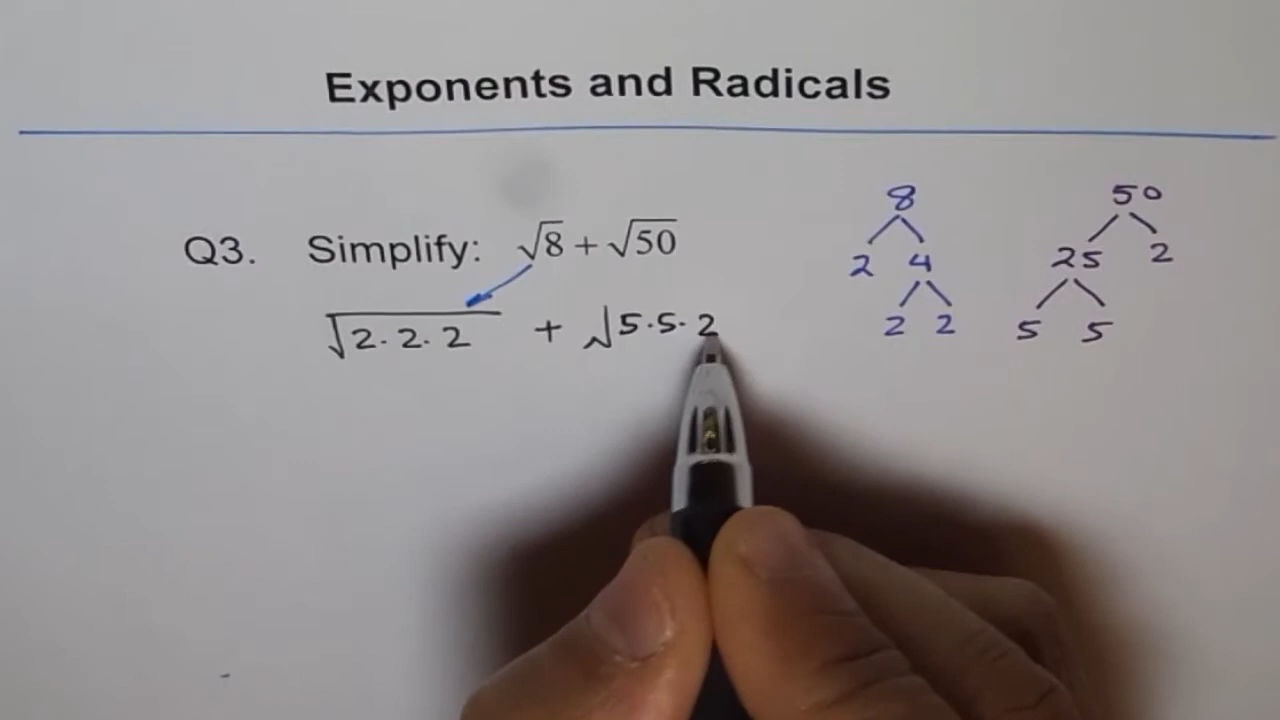 Exponents and Radicals
Q3. Simplify: √8 + √50
√2·2·2 + √5·5·2
8
2 4
2 2
50
25 2
5 5